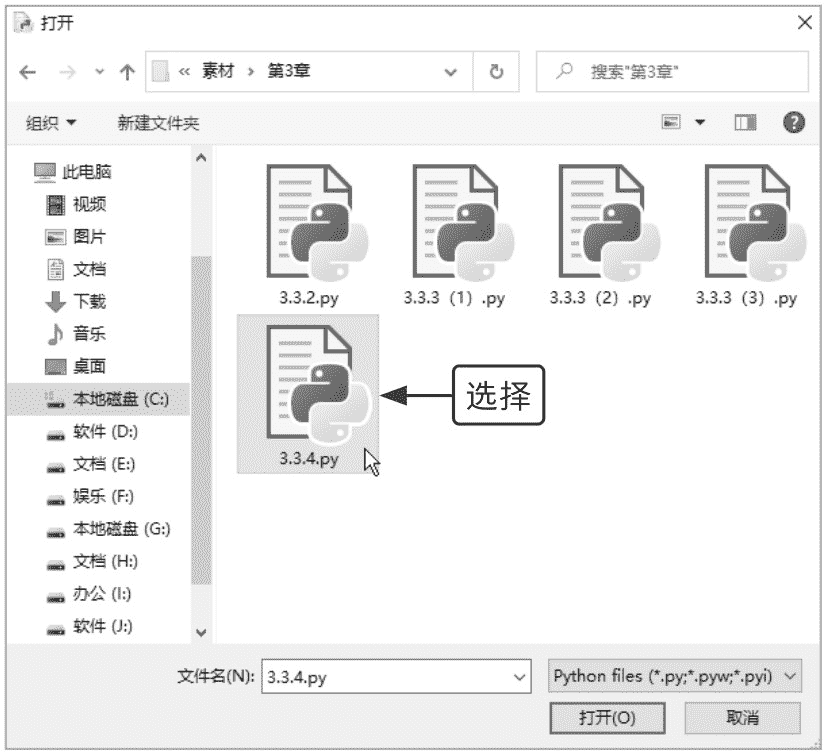 打开
« 素材 › 第3章
搜索"第3章"
组织
新建文件夹
此电脑
视频
图片
文档
下载
音乐
桌面
本地磁盘 (C:)
软件 (D:)
文档 (E:)
娱乐 (F:)
本地磁盘 (G:)
文档 (H:)
办公 (I:)
软件 (J:)
3.3.2.py
3.3.3（1）.py
3.3.3（2）.py
3.3.3（3）.py
3.3.4.py
选择
文件名(N):
3.3.4.py
Python files (*.py;*.pyw;*.pyi)
打开(O)
取消